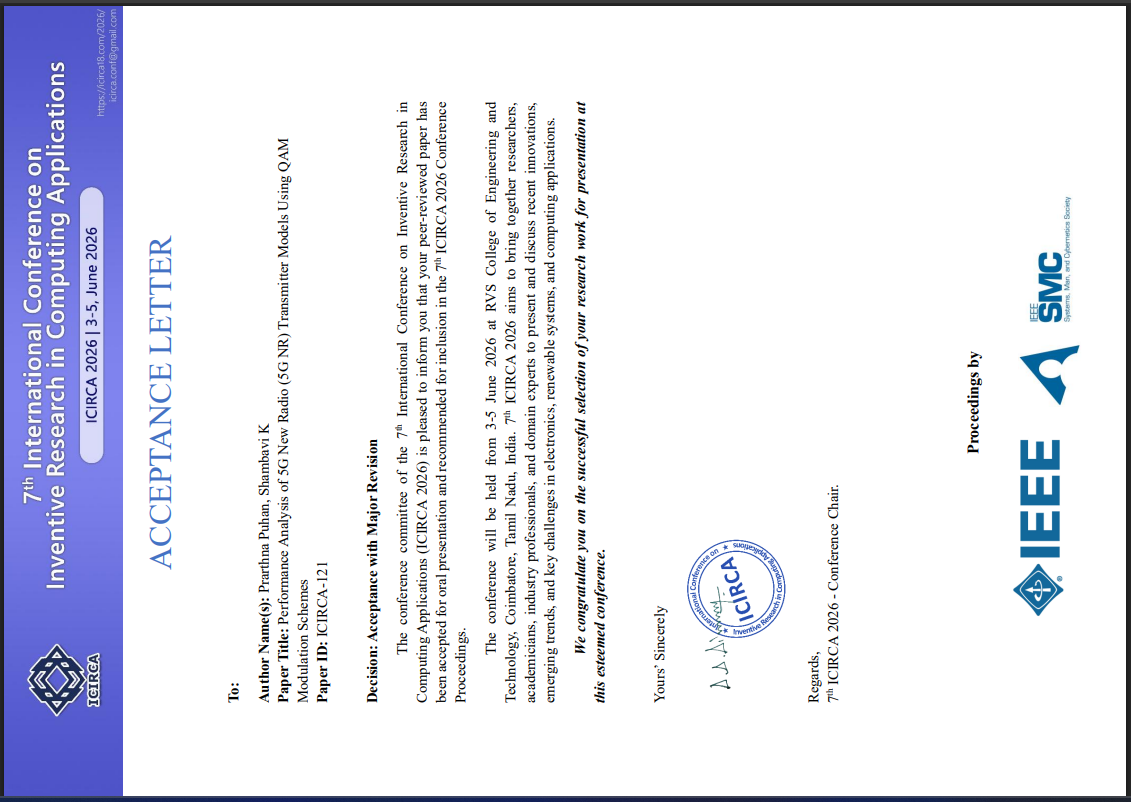 7th International Conference on
Inventive Research in Computing Applications
ICIRCA 2026 | 3-5, June 2026
https://icirca18.com/2026/
icirca.conf@gmail.com
ICIRCA
ACCEPTANCE LETTER
To:
Author Name(s): Prarthna Puhan, Shambavi K
Paper Title: Performance Analysis of 5G New Radio (5G NR) Transmitter Models Using QAM
Modulation Schemes
Paper ID: ICIRCA-121
Decision: Acceptance with Major Revision
The conference committee of the 7th International Conference on Inventive Research in
Computing Applications (ICIRCA 2026) is pleased to inform you that your peer-reviewed paper has
been accepted for oral presentation and recommended for inclusion in the 7th ICIRCA 2026 Conference
Proceedings.
The conference will be held from 3-5 June 2026 at RVS College of Engineering and
Technology, Coimbatore, Tamil Nadu, India. 7th ICIRCA 2026 aims to bring together researchers,
academicians, industry professionals, and domain experts to present and discuss recent innovations,
emerging trends, and key challenges in electronics, renewable systems, and computing applications.
We congratulate you on the successful selection of your research work for presentation at
this esteemed conference.
Yours' Sincerely
International Conference on
ICIRCA
Inventive Research in Computing Applications
Regards,
7th ICIRCA 2026 - Conference Chair.
Proceedings by
IEEE
IEEE
SMC
Systems, Man, and Cybernetics Society